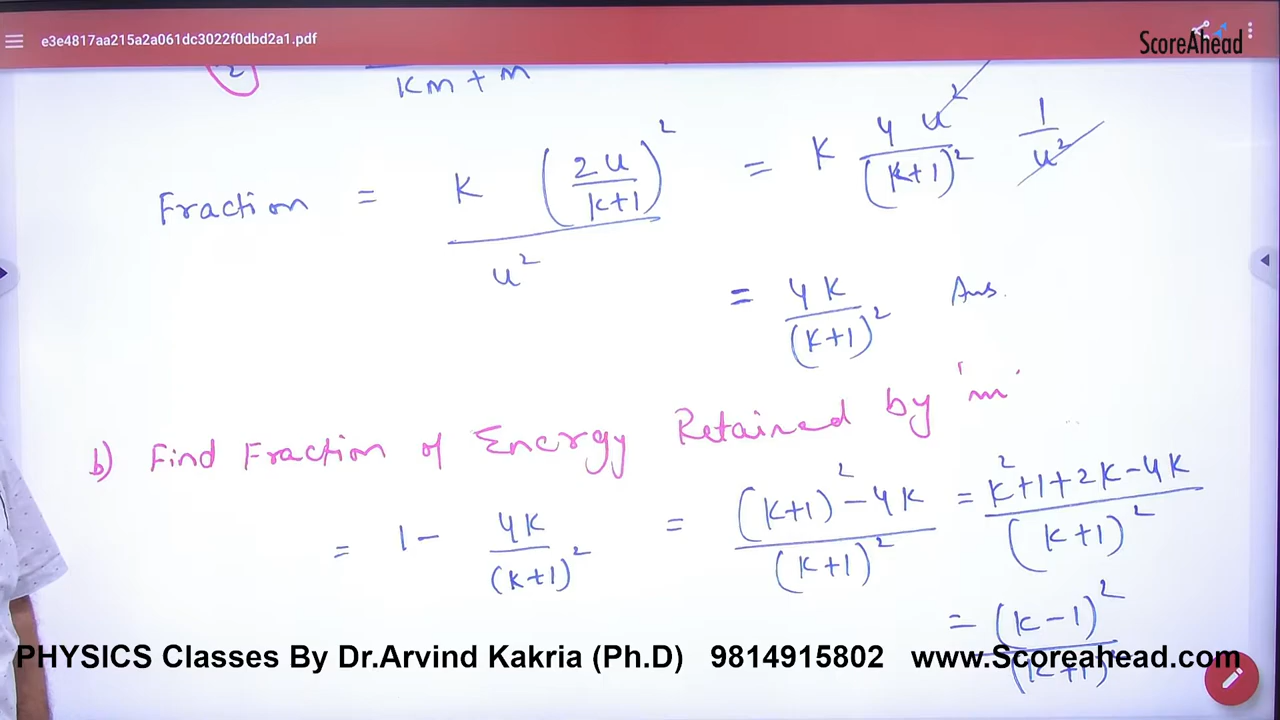 e3e4817aa215a2a061dc3022f0dbd2a1.pdf
ScoreAhead
2
km + m
Fraction = k (2u/k+1)² / u² = k 4u²/(k+1)² 1/u²
= 4k/(k+1)² Ans.
b) Find Fraction of Energy Retained by 'm'
= 1 - 4k/(k+1)² = (k+1)² - 4k/(k+1)² = k²+1+2k-4k/(k+1)²
= (k-1)²/(k+1)²
PHYSICS Classes By Dr.Arvind Kakria (Ph.D) 9814915802 www.Scoreahead.com